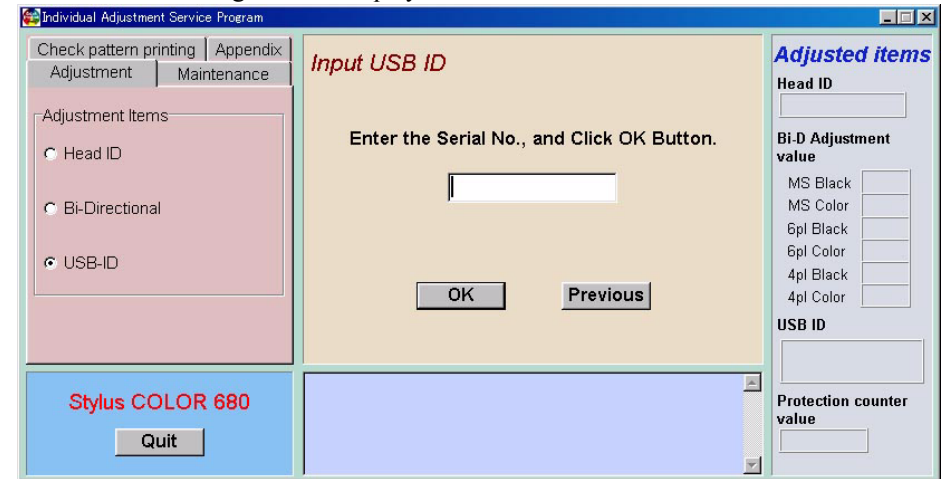 Individual Adjustment Service Program
Check pattern printing
Appendix
Adjustment
Maintenance
Adjustment Items
Head ID
Bi-Directional
USB-ID
Input USB ID
Enter the Serial No., and Click OK Button.
OK
Previous
Stylus COLOR 680
Quit
Adjusted items
Head ID
Bi-D Adjustment
value
MS Black
MS Color
6pl Black
6pl Color
4pl Black
4pl Color
USB ID
Protection counter
value